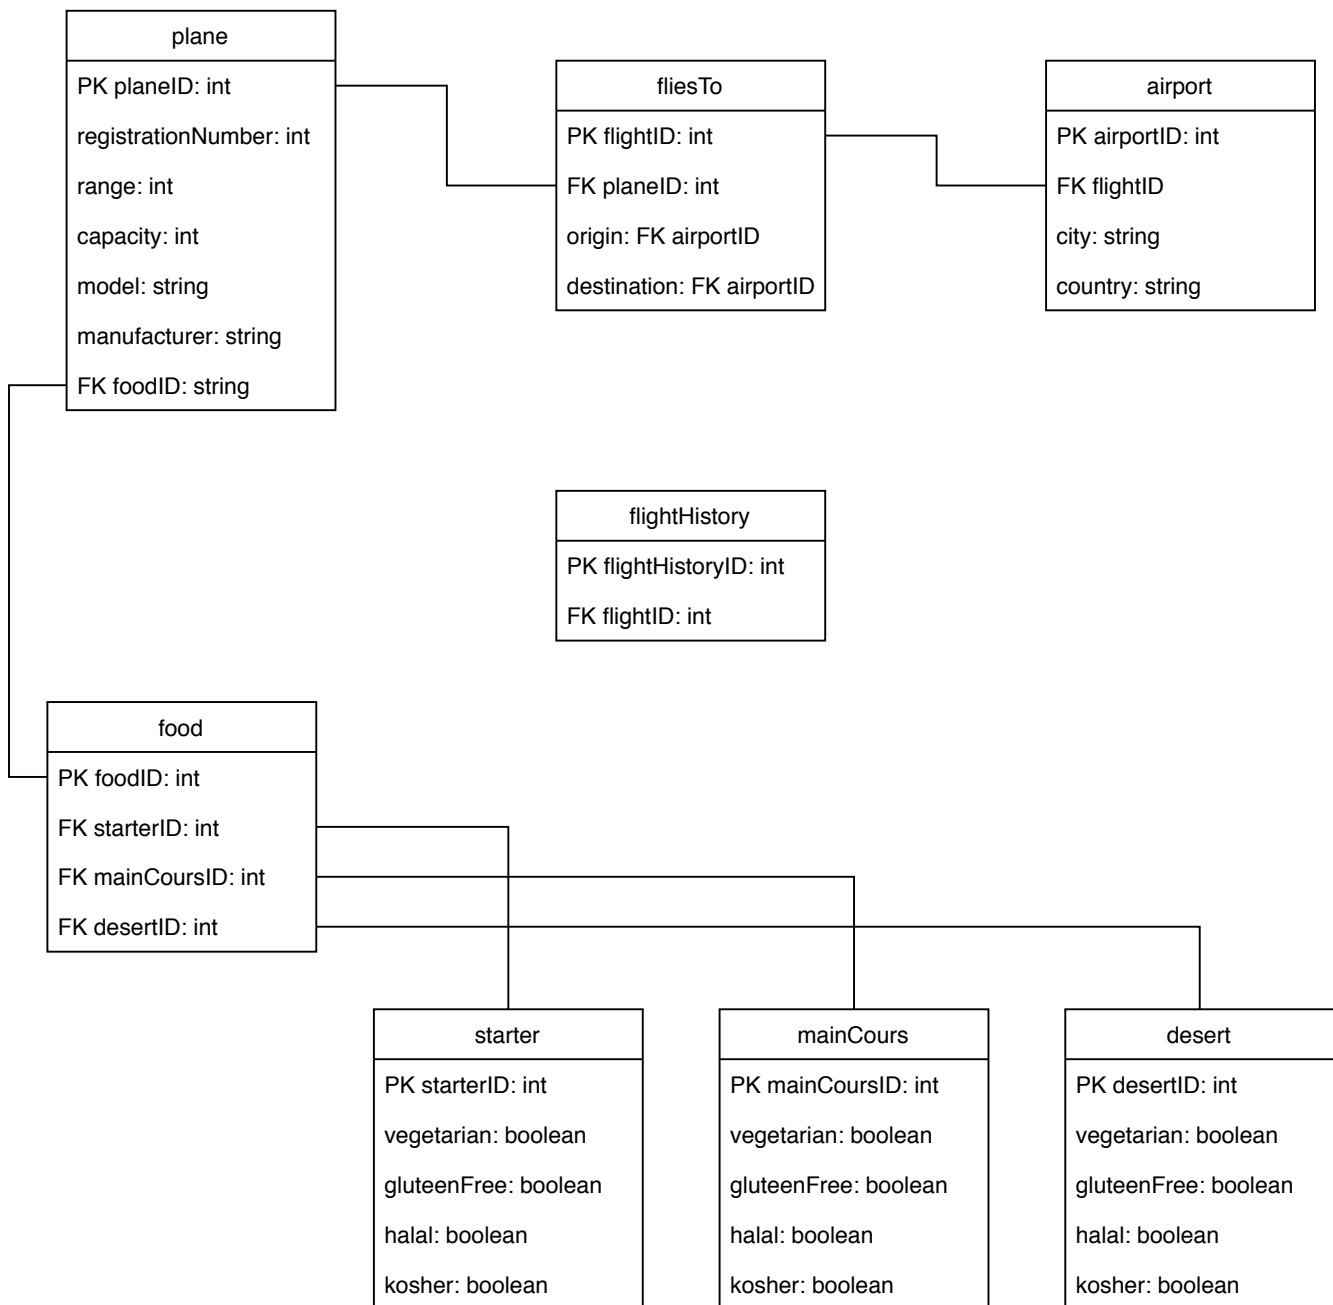 plane
PK planeID: int
registrationNumber: int
range: int
capacity: int
model: string
manufacturer: string
FK foodID: string
fliesTo
PK flightID: int
FK planeID: int
origin: FK airportID
destination: FK airportID
airport
PK airportID: int
FK flightID
city: string
country: string
flightHistory
PK flightHistoryID: int
FK flightID: int
food
PK foodID: int
FK starterID: int
FK mainCoursID: int
FK desertID: int
starter
PK starterID: int
vegetarian: boolean
gluteenFree: boolean
halal: boolean
kosher: boolean
mainCours
PK mainCoursID: int
vegetarian: boolean
gluteenFree: boolean
halal: boolean
kosher: boolean
desert
PK desertID: int
vegetarian: boolean
gluteenFree: boolean
halal: boolean
kosher: boolean